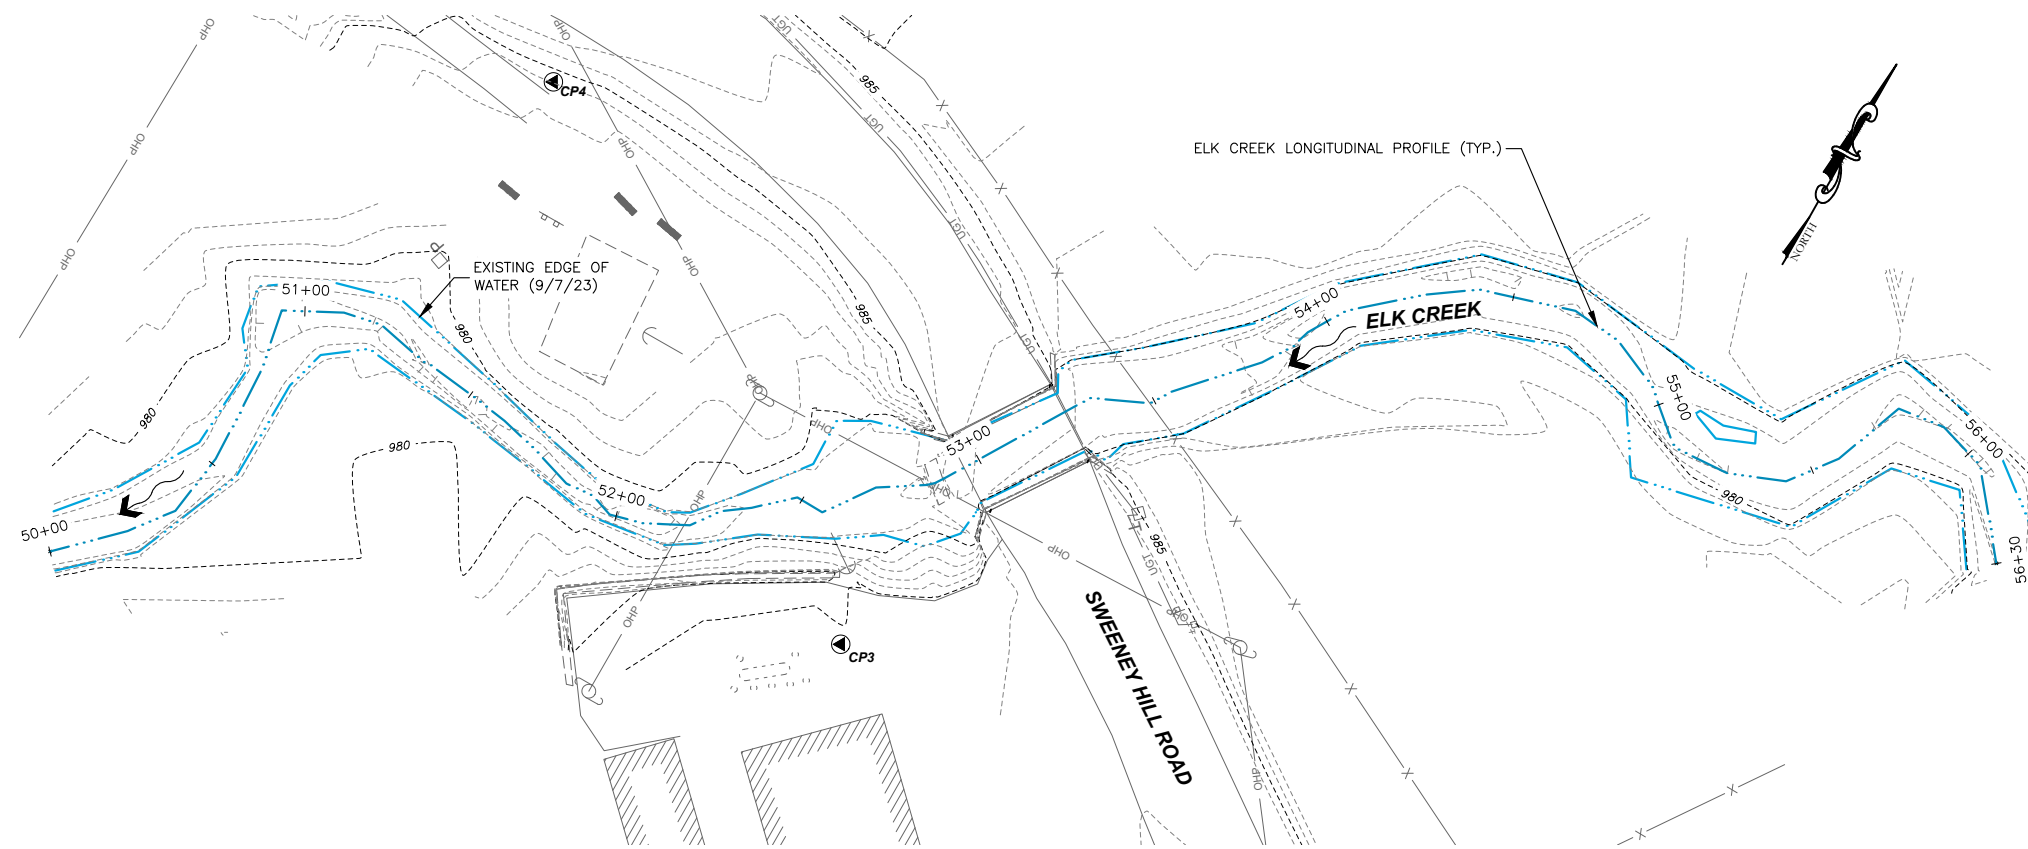 OHP
OHP
UGT
X
985
CP4
X
OHP
UGT
OHP
ELK CREEK LONGITUDINAL PROFILE (TYP.)
NORTH
X
UGT
OHP
OHP
EXISTING EDGE OF
WATER (9/7/23)
X
51+00
54+00
ELK CREEK
985
980
UGT
X
OHP
55+00
980
OHP
X
53+00
56+00
980
OHP
52+00
OHP
980
X
50+00
OHP
985
UGT
56+30
X
OHP
CP3
SWEENEY HILL ROAD
X
OHP
X
X
X